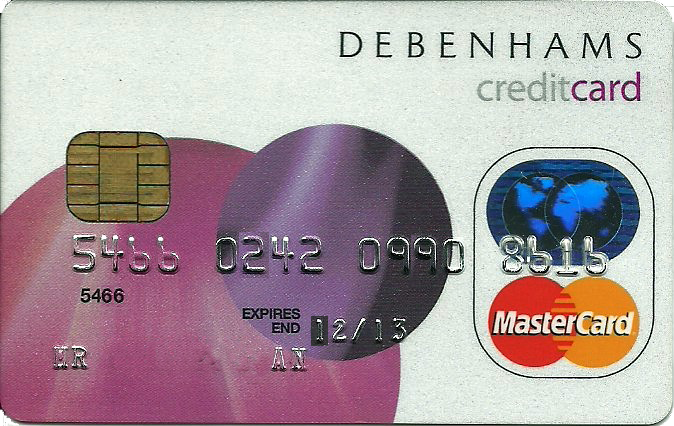 DEBENHAMS
creditcard
5466 0242 0990 8616
5466
EXPIRES
END 12/13
MR AN
MasterCard